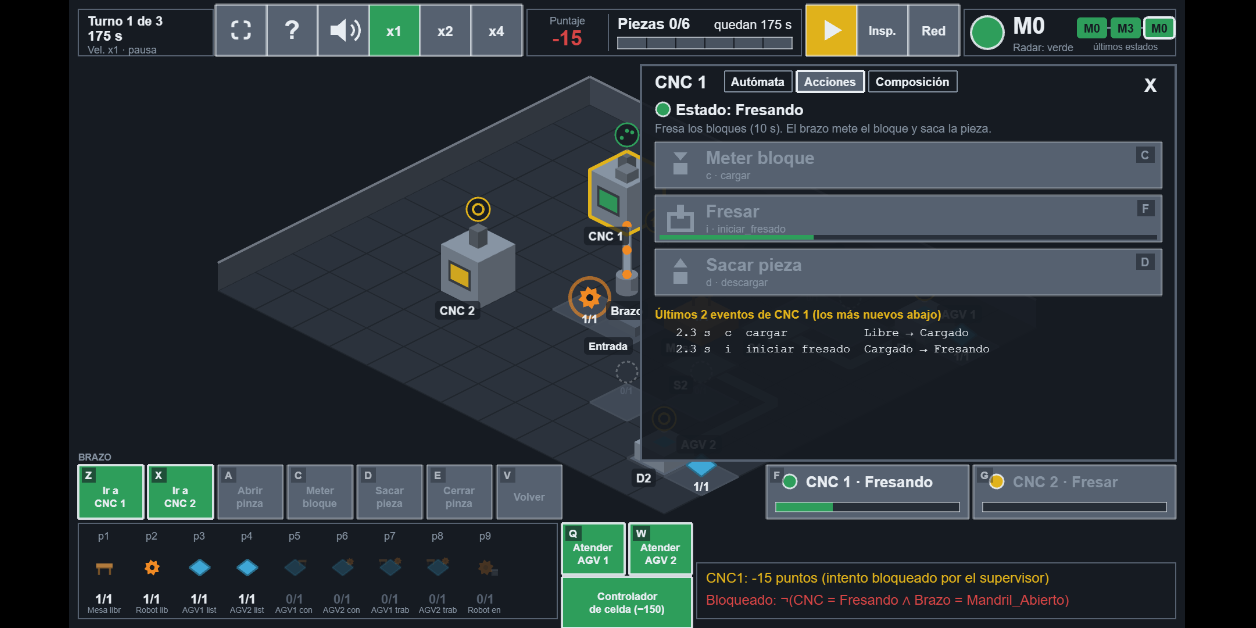 Turno 1 de 3
175 s
Vel. x1 · pausa
?
x1
x2
x4
Puntaje
-15
Piezas 0/6
quedan 175 s
Insp.
Red
M0
Radar: verde
M0
M3
M0
últimos estados
CNC 1
Autómata
Acciones
Composición
X
Estado: Fresando
Fresa los bloques (10 s). El brazo mete el bloque y saca la pieza.
Meter bloque
c · cargar
C
Fresar
i · iniciar_fresado
F
Sacar pieza
d · descargar
D
Últimos 2 eventos de CNC 1 (los más nuevos abajo)
2.3 s c cargar Libre → Cargado
2.3 s i iniciar fresado Cargado → Fresando
CNC 1
CNC 2
1/1
Brazo
Entrada
AGV 1
S2
AGV 2
D2
1/1
BRAZO
Z
Ir a
CNC 1
X
Ir a
CNC 2
A
Abrir
pinza
C
Meter
bloque
D
Sacar
pieza
E
Cerrar
pinza
V
Volver
F
CNC 1 · Fresando
G
CNC 2 · Fresar
p1
p2
p3
p4
p5
p6
p7
p8
p9
1/1
1/1
1/1
1/1
0/1
0/1
0/1
0/1
0/1
Mesa libr
Robot lib
AGV1 list
AGV2 list
AGV1 con
AGV2 con
AGV1 trab
AGV2 trab
Robot en
Q
Atender
AGV 1
W
Atender
AGV 2
Controlador
de celda (−150)
CNC1: -15 puntos (intento bloqueado por el supervisor)
Bloqueado: ¬(CNC = Fresando ∧ Brazo = Mandril_Abierto)